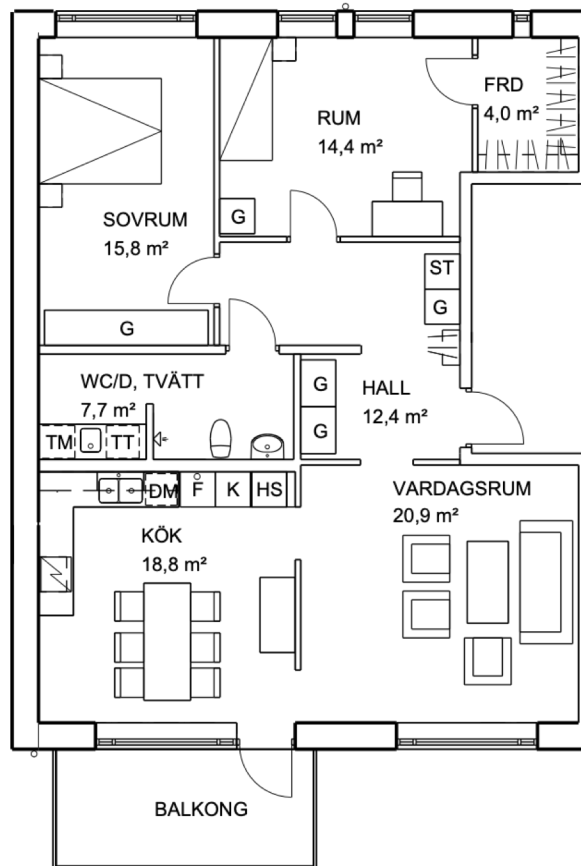 FRD
4,0 m²
RUM
14,4 m²
G
SOVRUM
15,8 m²
ST
G
G
WC/D, TVÄTT
7,7 m²
G
HALL
12,4 m²
G
TM
TT
DM
F
K
HS
VARDAGSRUM
20,9 m²
KÖK
18,8 m²
BALKONG